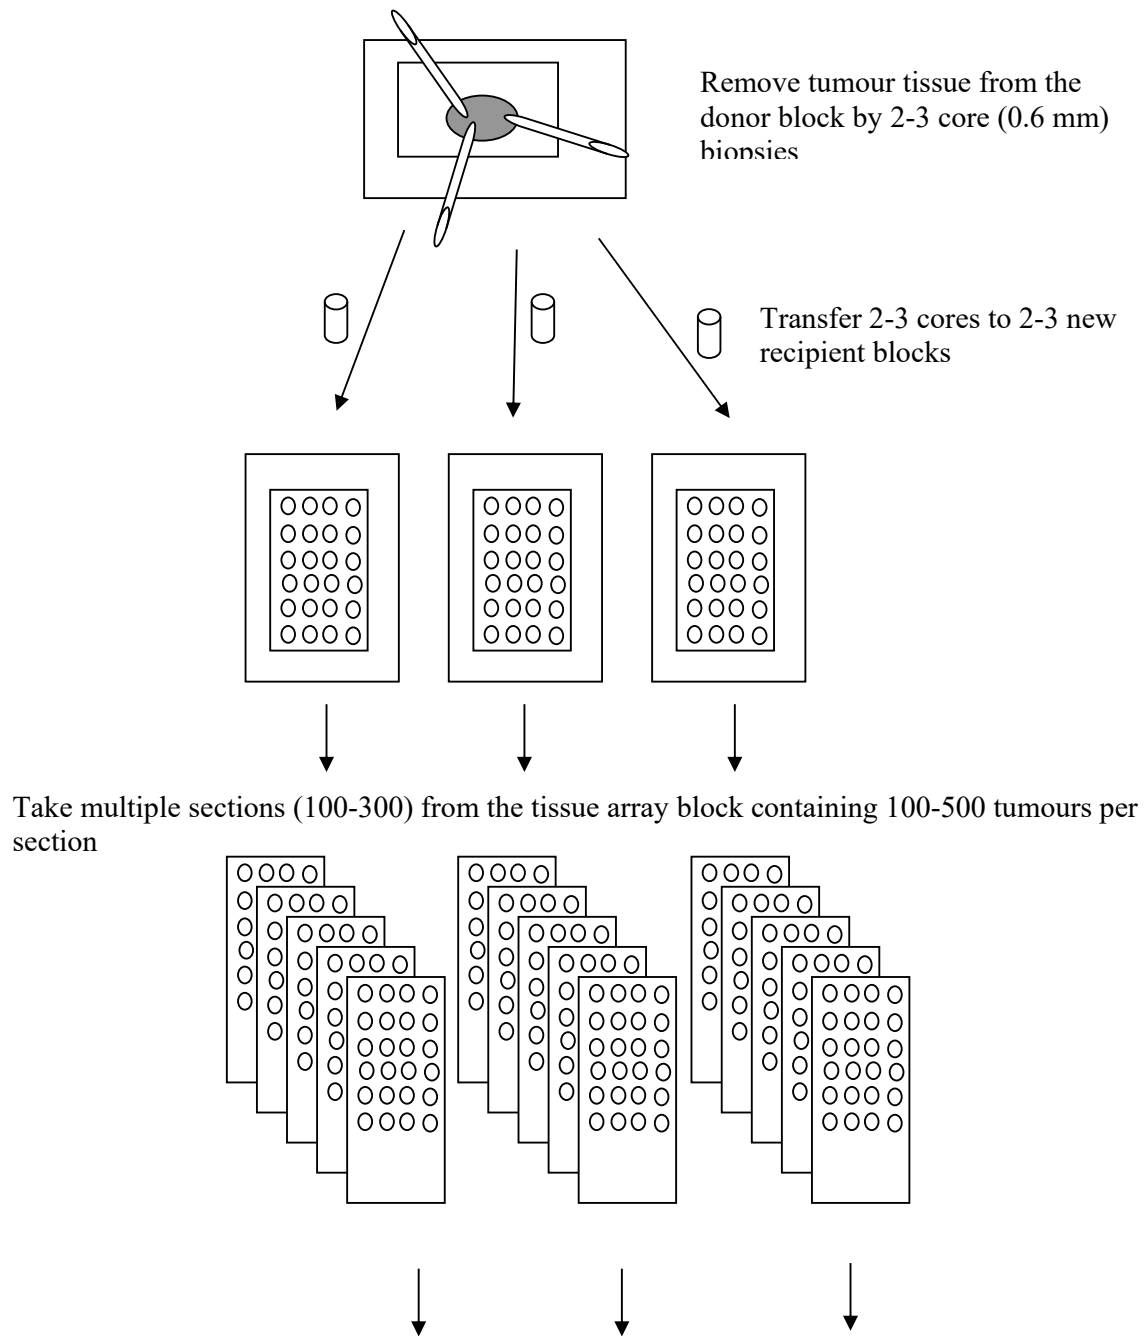 Remove tumour tissue from the
donor block by 2-3 core (0.6 mm)
biopsies
Transfer 2-3 cores to 2-3 new
recipient blocks
Take multiple sections (100-300) from the tissue array block containing 100-500 tumours per
section